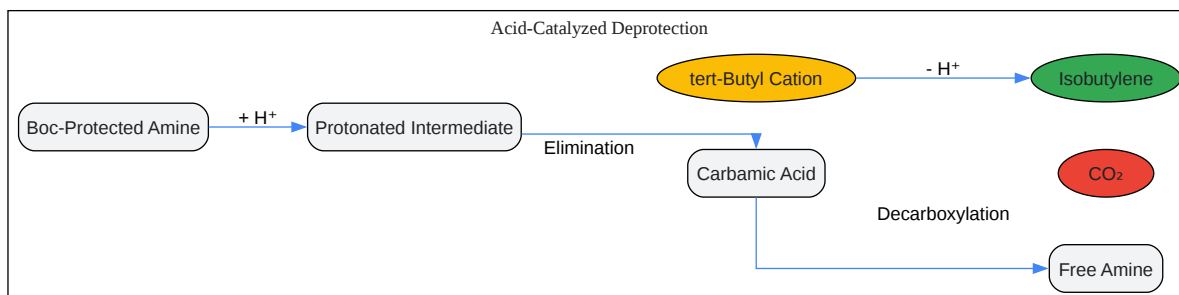 Acid-Catalyzed Deprotection
tert-Butyl Cation
- H⁺
Isobutylene
Boc-Protected Amine
+ H⁺
Protonated Intermediate
Elimination
Carbamic Acid
CO₂
Decarboxylation
Free Amine